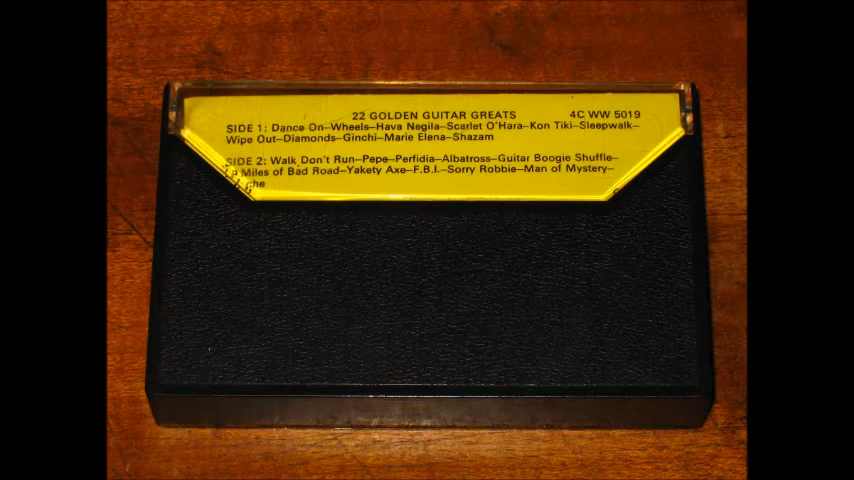 22 GOLDEN GUITAR GREATS 4C WW 5019
SIDE 1: Dance On—Wheels—Hava Negila—Scarlet O'Hara—Kon Tiki—Sleepwalk—
Wipe Out—Diamonds—Ginchi—Marie Elena—Shazam
SIDE 2: Walk Don't Run—Pepe—Perfidia—Albatross—Guitar Boogie Shuffle—
Miles of Bad Road—Yakety Axe—F.B.I.—Sorry Robbie—Man of Mystery—